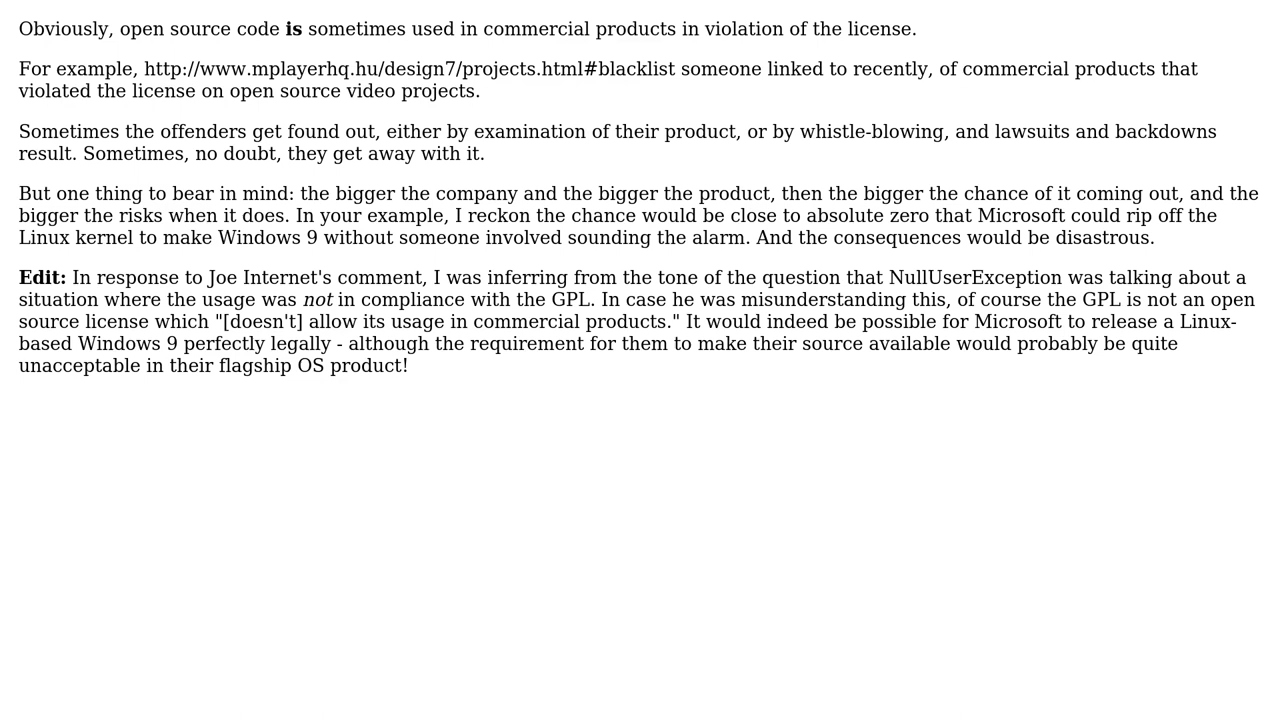 Obviously, open source code is sometimes used in commercial products in violation of the license.
For example, http://www.mplayerhq.hu/design7/projects.html#blacklist someone linked to recently, of commercial products that
violated the license on open source video projects.
Sometimes the offenders get found out, either by examination of their product, or by whistle-blowing, and lawsuits and backdowns
result. Sometimes, no doubt, they get away with it.
But one thing to bear in mind: the bigger the company and the bigger the product, then the bigger the chance of it coming out, and the
bigger the risks when it does. In your example, I reckon the chance would be close to absolute zero that Microsoft could rip off the
Linux kernel to make Windows 9 without someone involved sounding the alarm. And the consequences would be disastrous.
Edit: In response to Joe Internet's comment, I was inferring from the tone of the question that NullUserException was talking about a
situation where the usage was not in compliance with the GPL. In case he was misunderstanding this, of course the GPL is not an open
source license which "[doesn't] allow its usage in commercial products." It would indeed be possible for Microsoft to release a Linux-
based Windows 9 perfectly legally - although the requirement for them to make their source available would probably be quite
unacceptable in their flagship OS product!